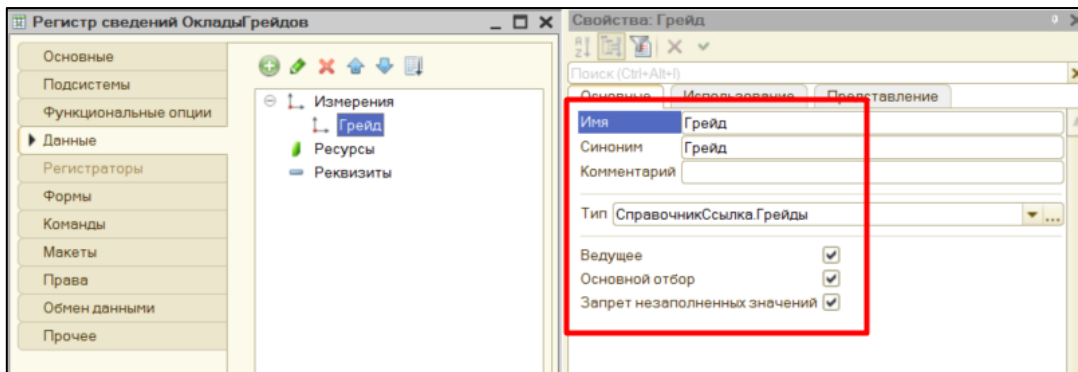 Регистр сведений ОкладыГрейдов
Основные
Подсистемы
Функциональные опции
Данные
Регистраторы
Формы
Команды
Макеты
Права
Обмен данными
Прочее
Измерения
Грейд
Ресурсы
Реквизиты
Свойства: Грейд
Поиск (Ctrl+Alt+I)
Основные Использование Представление
Имя Грейд
Синоним Грейд
Комментарий
Тип СправочникСсылка.Грейды
Ведущее
Основной отбор
Запрет незаполненных значений